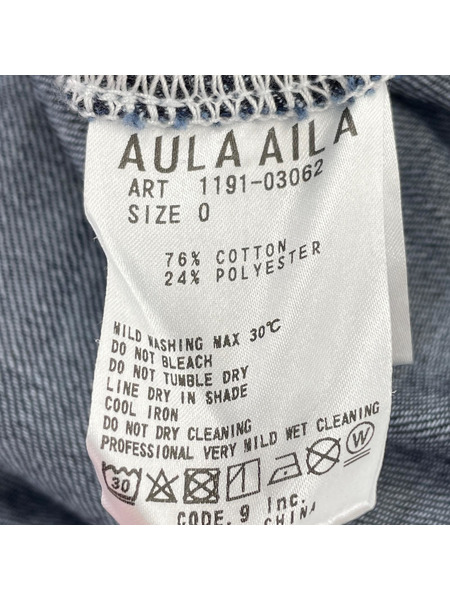 AULA AILA
ART 1191-03062
SIZE 0
76% COTTON
24% POLYESTER
MILD WASHING MAX 30℃
DO NOT BLEACH
DO NOT TUMBLE DRY
LINE DRY IN SHADE
COOL IRON
DO NOT DRY CLEANING
PROFESSIONAL VERY MILD WET CLEANING
30 W
CODE.9 Inc.
CHINA